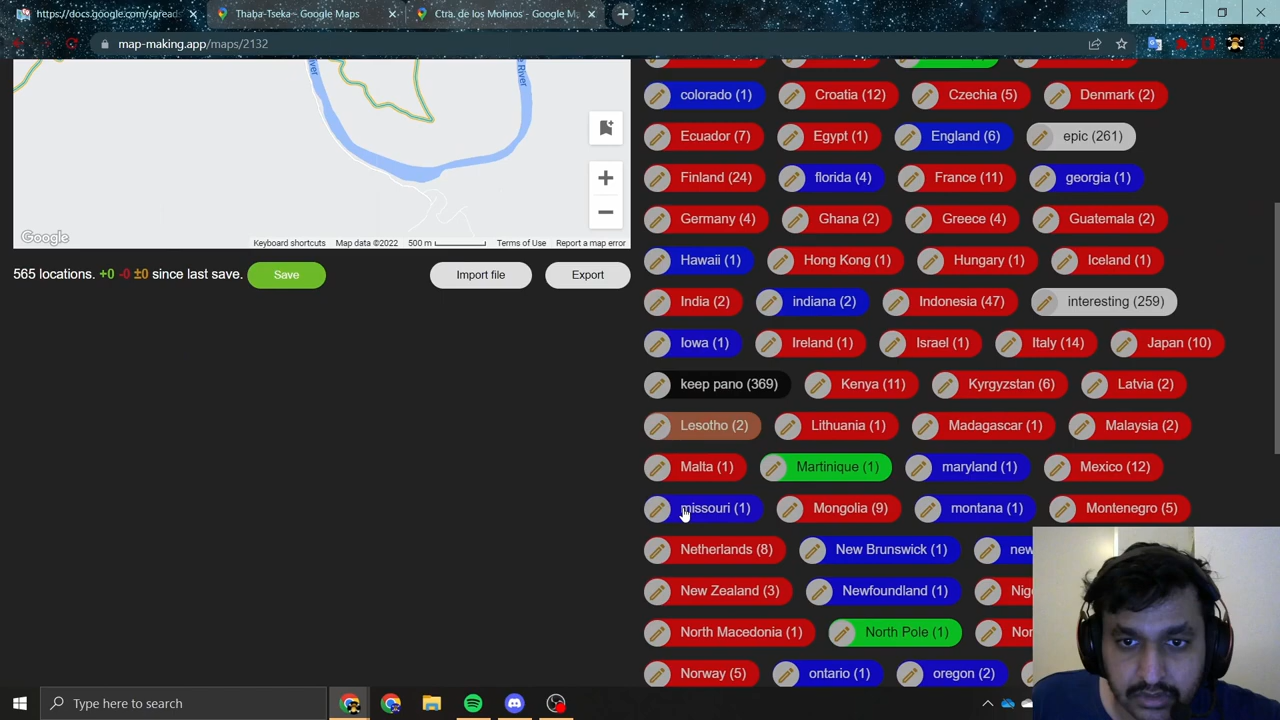 https://docs.google.com/spreads
Thaba-Tseka - Google Maps
Ctra. de los Molinos - Google M
map-making.app/maps/2132
River
e River
Google
Keyboard shortcuts Map data ©2022 500 m Terms of Use Report a map error
565 locations. +0 -0 ±0 since last save. Save Import file Export
colorado (1) Croatia (12) Czechia (5) Denmark (2)
Ecuador (7) Egypt (1) England (6) epic (261)
Finland (24) florida (4) France (11) georgia (1)
Germany (4) Ghana (2) Greece (4) Guatemala (2)
Hawaii (1) Hong Kong (1) Hungary (1) Iceland (1)
India (2) indiana (2) Indonesia (47) interesting (259)
Iowa (1) Ireland (1) Israel (1) Italy (14) Japan (10)
keep pano (369) Kenya (11) Kyrgyzstan (6) Latvia (2)
Lesotho (2) Lithuania (1) Madagascar (1) Malaysia (2)
Malta (1) Martinique (1) maryland (1) Mexico (12)
missouri (1) Mongolia (9) montana (1) Montenegro (5)
Netherlands (8) New Brunswick (1) new
New Zealand (3) Newfoundland (1) Nig
North Macedonia (1) North Pole (1) Nor
Norway (5) ontario (1) oregon (2)
Type here to search